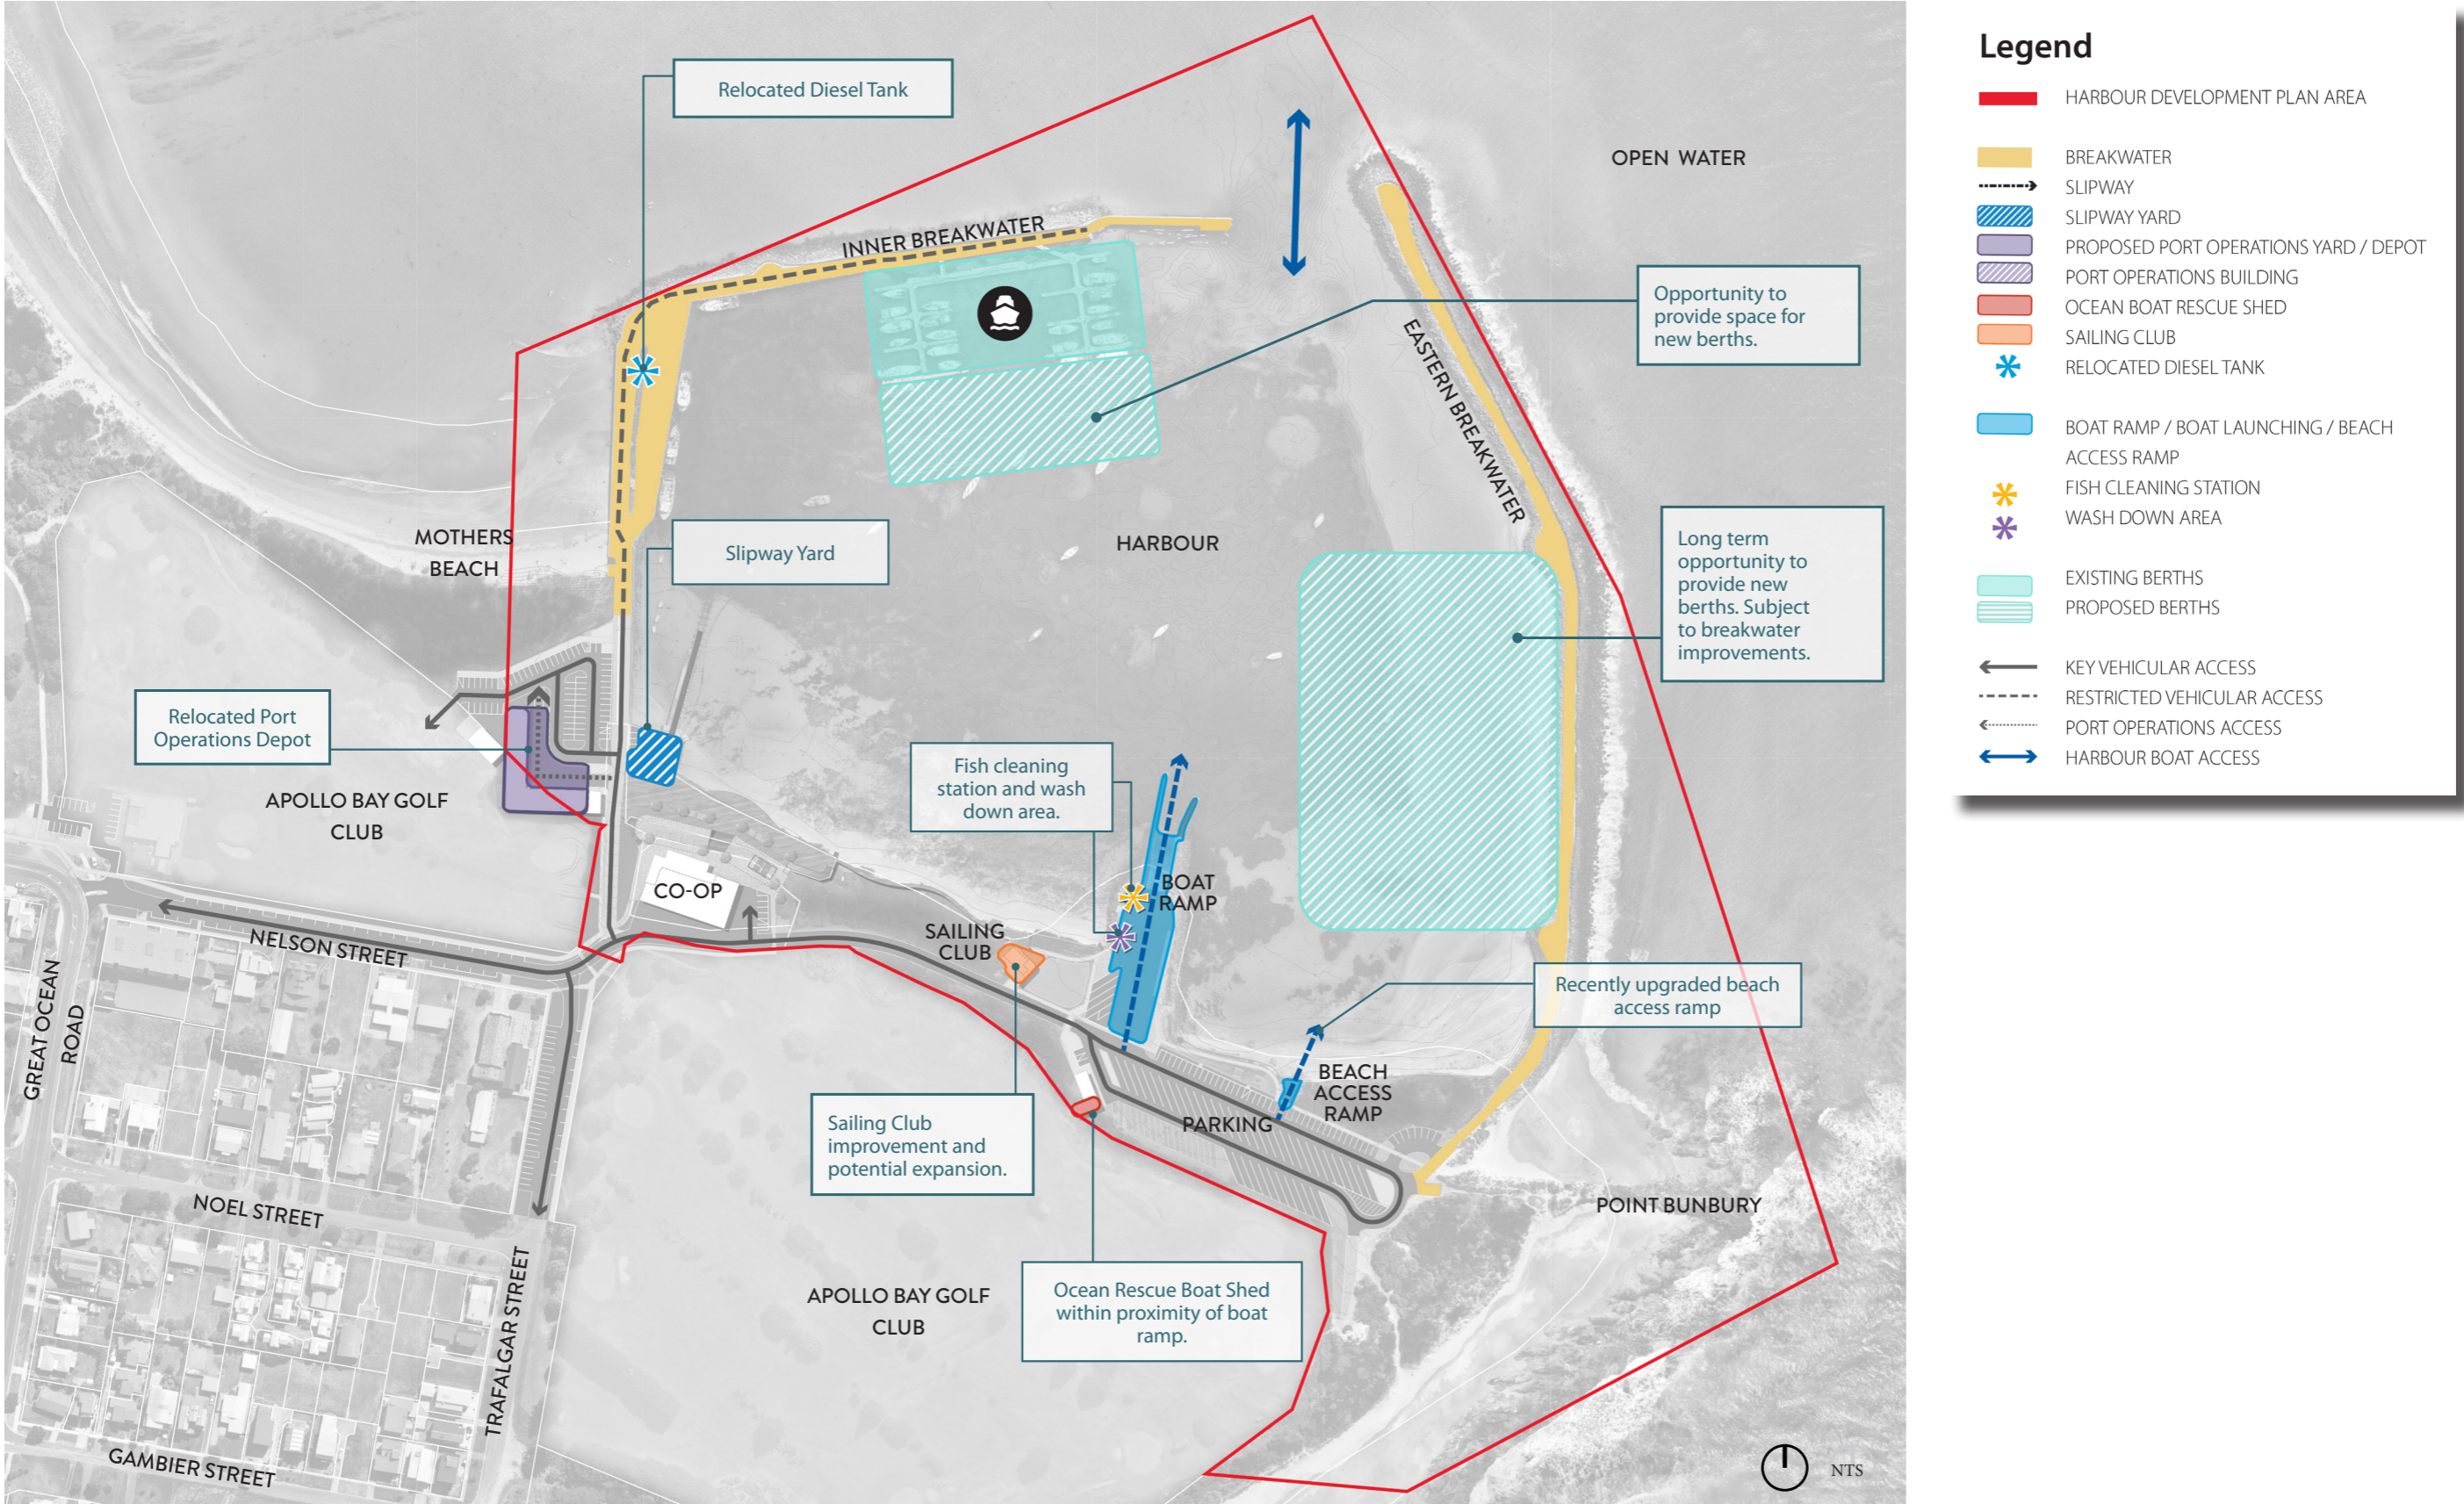 Relocated Diesel Tank
OPEN WATER
INNER BREAKWATER
Opportunity to
provide space for
new berths.
EASTERN BREAKWATER
MOTHERS
BEACH
Slipway Yard
HARBOUR
Long term
opportunity to
provide new
berths. Subject
to breakwater
improvements.
Relocated Port
Operations Depot
APOLLO BAY GOLF
CLUB
Fish cleaning
station and wash
down area.
CO-OP
BOAT
RAMP
SAILING
CLUB
NELSON STREET
GREAT OCEAN
ROAD
Recently upgraded beach
access ramp
BEACH
ACCESS
RAMP
PARKING
Sailing Club
improvement and
potential expansion.
NOEL STREET
POINT BUNBURY
TRAFALGAR STREET
APOLLO BAY GOLF
CLUB
Ocean Rescue Boat Shed
within proximity of boat
ramp.
GAMBIER STREET
NTS
Legend
HARBOUR DEVELOPMENT PLAN AREA
BREAKWATER
SLIPWAY
SLIPWAY YARD
PROPOSED PORT OPERATIONS YARD / DEPOT
PORT OPERATIONS BUILDING
OCEAN BOAT RESCUE SHED
SAILING CLUB
RELOCATED DIESEL TANK
BOAT RAMP / BOAT LAUNCHING / BEACH
ACCESS RAMP
FISH CLEANING STATION
WASH DOWN AREA
EXISTING BERTHS
PROPOSED BERTHS
KEY VEHICULAR ACCESS
RESTRICTED VEHICULAR ACCESS
PORT OPERATIONS ACCESS
HARBOUR BOAT ACCESS